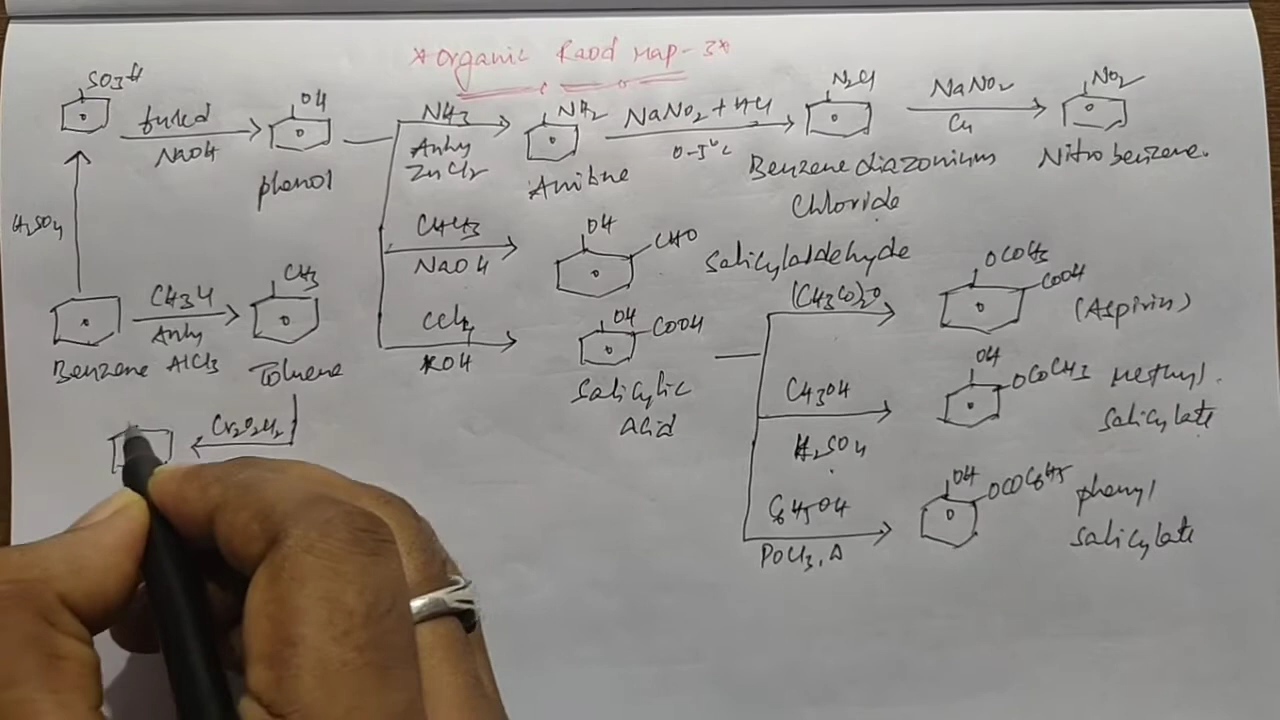 *Organic Raod Map-3*
SO3H
fused
NaOH
OH
phenol
NH3
Anhy
ZnCl2
NH2
Aniline
NaNO2 + HCl
0-5°C
N2Cl
Benzene diazonium
Chloride
NaNO2
Cu
NO2
Nitrobenzene.
H2SO4
CHCl3
NaOH
OH
CHO
Salicylaldehyde
Benzene
CH3Cl
Anhy
AlCl3
CH3
Toluene
CCl4
KOH
OH
COOH
Salicylic
acid
(CH3CO)2O
OCOCH3
COOH
(Aspirin)
CH3OH
H2SO4
OH
OCOCH3
Methyl
Salicylate
C6H5OH
POCl3, Δ
OH
OCOC6H5
phenyl
salicylate
Cr2O2Cl2